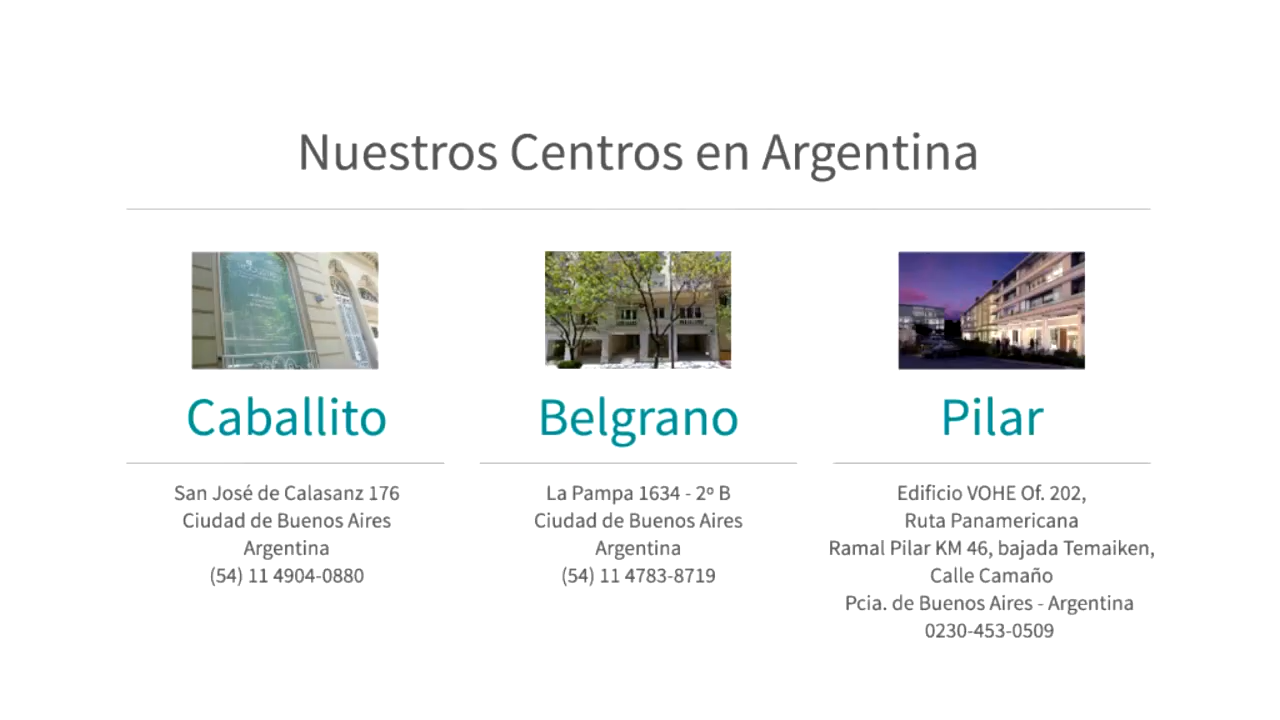 Nuestros Centros en Argentina
Caballito
San José de Calasanz 176
Ciudad de Buenos Aires
Argentina
(54) 11 4904-0880
Belgrano
La Pampa 1634 - 2º B
Ciudad de Buenos Aires
Argentina
(54) 11 4783-8719
Pilar
Edificio VOHE Of. 202,
Ruta Panamericana
Ramal Pilar KM 46, bajada Temaiken,
Calle Camaño
Pcia. de Buenos Aires - Argentina
0230-453-0509